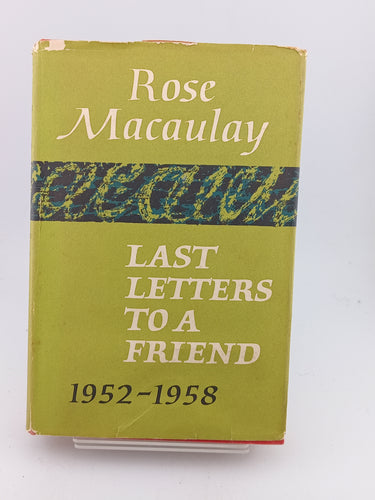 Rose
Macaulay
LAST
LETTERS
TO A
FRIEND
1952-1958